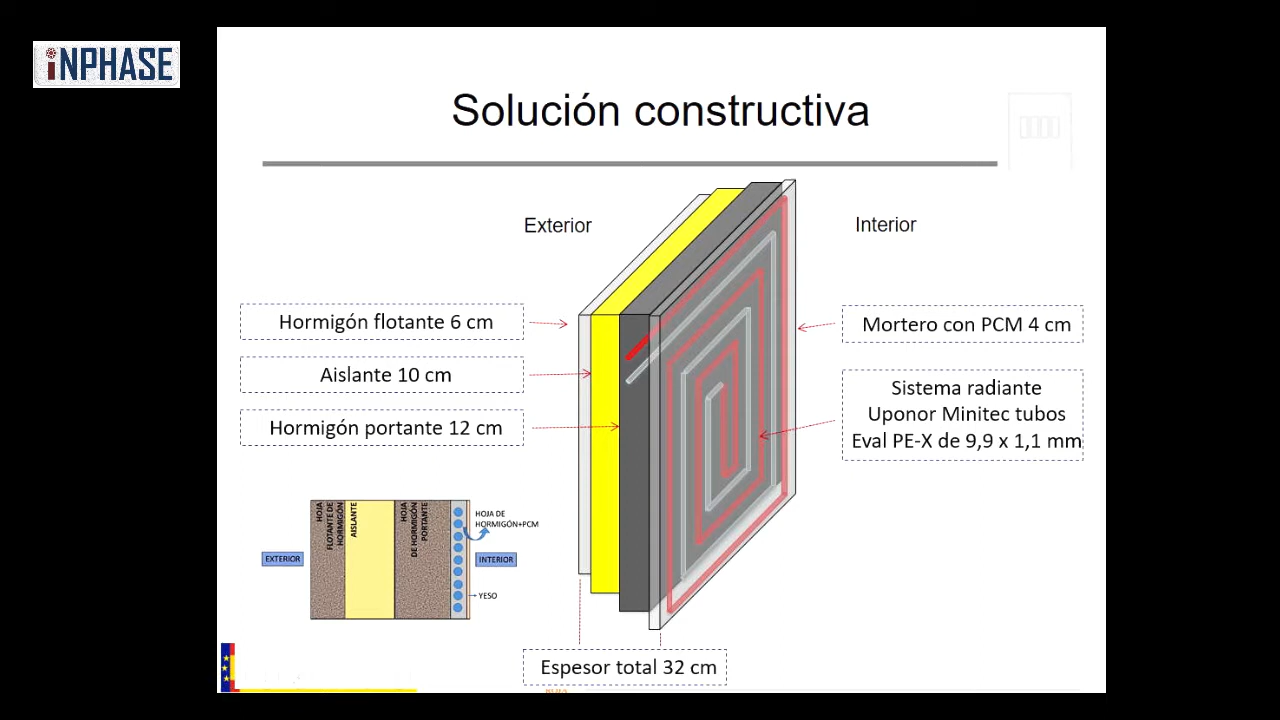 iNPHASE
Solución constructiva
Exterior
Interior
Hormigón flotante 6 cm
Aislante 10 cm
Hormigón portante 12 cm
Mortero con PCM 4 cm
Sistema radiante
Uponor Minitec tubos
Eval PE-X de 9,9 x 1,1 mm
HOJA
FLOTANTE DE
HORMIGÓN
AISLANTE
HOJA
DE HORMIGÓN
PORTANTE
HOJA DE
HORMIGÓN+PCM
EXTERIOR
INTERIOR
YESO
Espesor total 32 cm